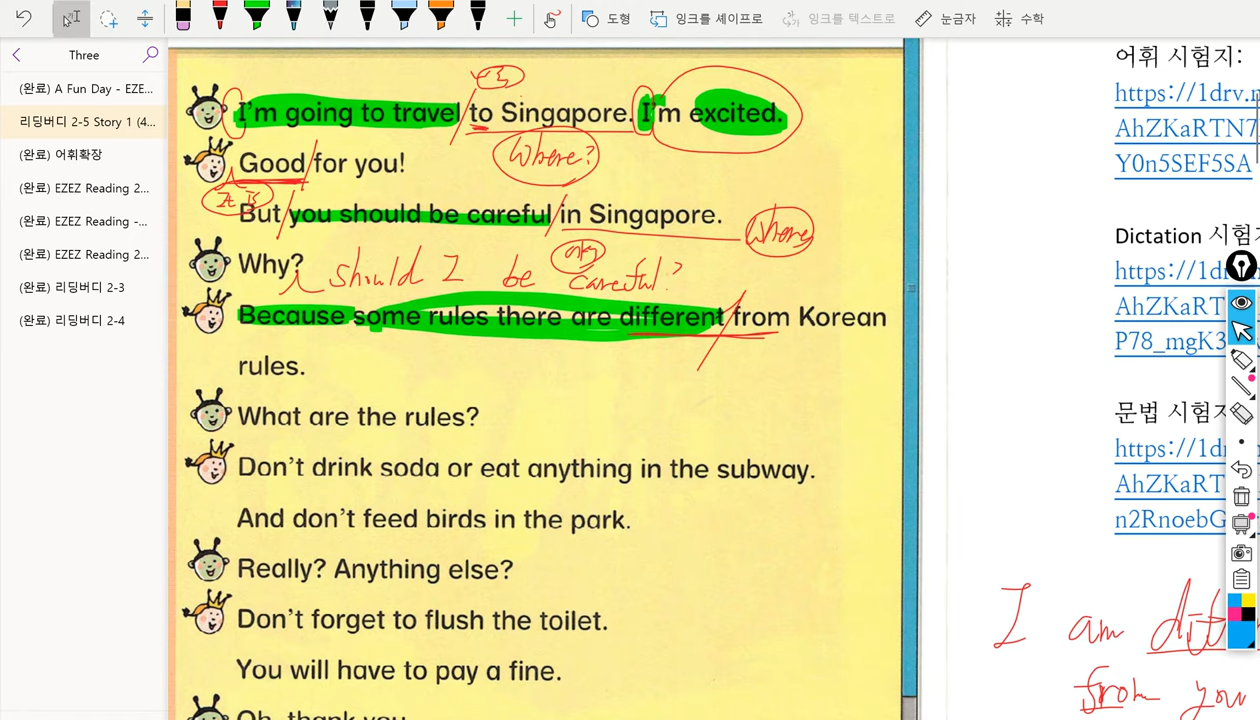 도형
잉크를 셰이프로
잉크를 텍스트로
눈금자
수학
Three
(완료) A Fun Day - EZE...
리딩버디 2-5 Story 1 (4...
(완료) 어휘확장
(완료) EZEZ Reading 2...
(완료) EZEZ Reading -...
(완료) EZEZ Reading 2...
(완료) 리딩버디 2-3
(완료) 리딩버디 2-4
I'm going to travel to Singapore. I'm excited.
Where?
Good for you!
It is
But you should be careful in Singapore.
Where
Why? should I be careful?
Because some rules there are different from Korean
rules.
What are the rules?
Don't drink soda or eat anything in the subway.
And don't feed birds in the park.
Really? Anything else?
Don't forget to flush the toilet.
You will have to pay a fine.
Oh, thank you
어휘 시험지:
https://1drv.m
AhZKaRTN7
Y0n5SEF5SA
Dictation 시험지
https://1dr
AhZKaRT
P78_mgK3
문법 시험지
https://1d
AhZKaRT
n2RnoebG
I am
from you